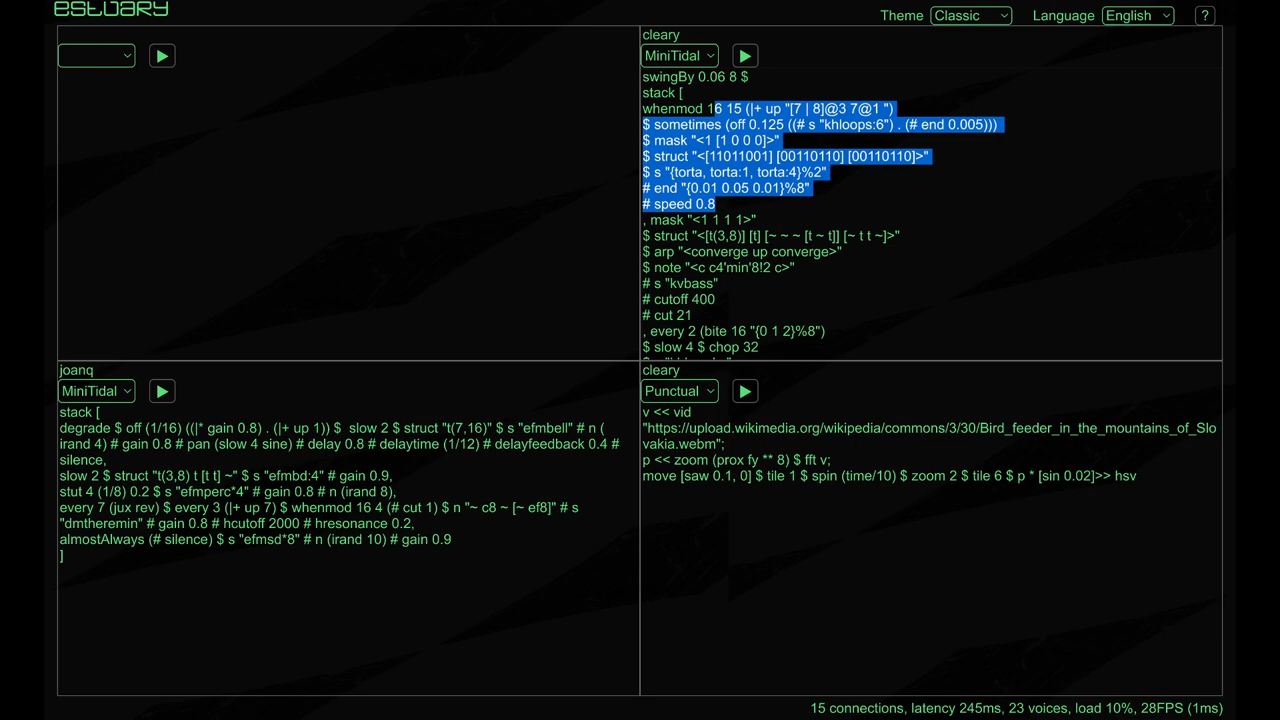 estuary
Theme Classic Language English ?
cleary
MiniTidal
swingBy 0.06 8 $
stack [
whenmod 16 15 (|+ up "[7 | 8]@3 7@1 ")
$ sometimes (off 0.125 ((# s "khloops:6") . (# end 0.005)))
$ mask "<1 [1 0 0 0]>"
$ struct "<[11011001] [00110110] [00110110]>"
$ s "{torta, torta:1, torta:4}%2"
# end "{0.01 0.05 0.01}%8"
# speed 0.8
, mask "<1 1 1 1>"
$ struct "<[t(3,8)] [t] [~ ~ ~ [t ~ t]] [~ t t ~]>"
$ arp "<converge up converge>"
$ note "<c c4'min'8!2 c>"
# s "kvbass"
# cutoff 400
# cut 21
, every 2 (bite 16 "{0 1 2}%8")
$ slow 4 $ chop 32
joanq
MiniTidal
stack [
degrade $ off (1/16) ((|* gain 0.8) . (|+ up 1)) $  slow 2 $ struct "t(7,16)" $ s "efmbell" # n (
irand 4) # gain 0.8 # pan (slow 4 sine) # delay 0.8 # delaytime (1/12) # delayfeedback 0.4 #
silence,
slow 2 $ struct "t(3,8) t [t t] ~" $ s "efmbd:4" # gain 0.9,
stut 4 (1/8) 0.2 $ s "efmperc*4" # gain 0.8 # n (irand 8),
every 7 (jux rev) $ every 3 (|+ up 7) $ whenmod 16 4 (# cut 1) $ n "~ c8 ~ [~ ef8]" # s
"dmtheremin" # gain 0.8 # hcutoff 2000 # hresonance 0.2,
almostAlways (# silence) $ s "efmsd*8" # n (irand 10) # gain 0.9
]
cleary
Punctual
v << vid
"https://upload.wikimedia.org/wikipedia/commons/3/30/Bird_feeder_in_the_mountains_of_Slo
vakia.webm";
p << zoom (prox fy ** 8) $ fft v;
move [saw 0.1, 0] $ tile 1 $ spin (time/10) $ zoom 2 $ tile 6 $ p * [sin 0.02]>> hsv
15 connections, latency 245ms, 23 voices, load 10%, 28FPS (1ms)